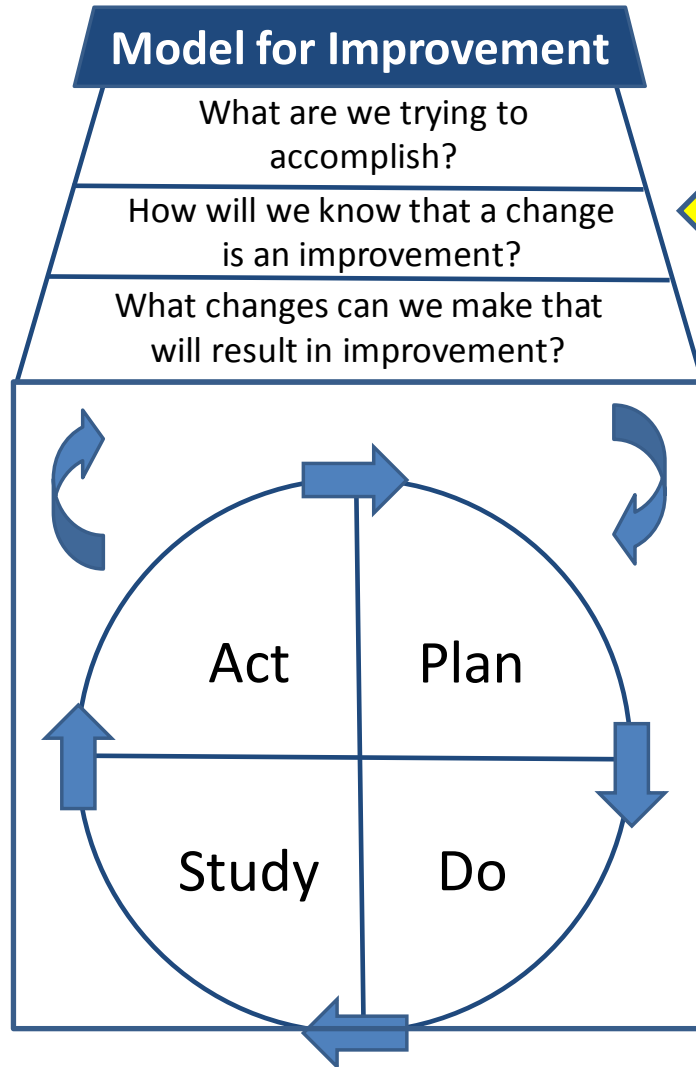 Model for Improvement
What are we trying to
accomplish?
How will we know that a change
is an improvement?
What changes can we make that
will result in improvement?
Act
Plan
Study
Do